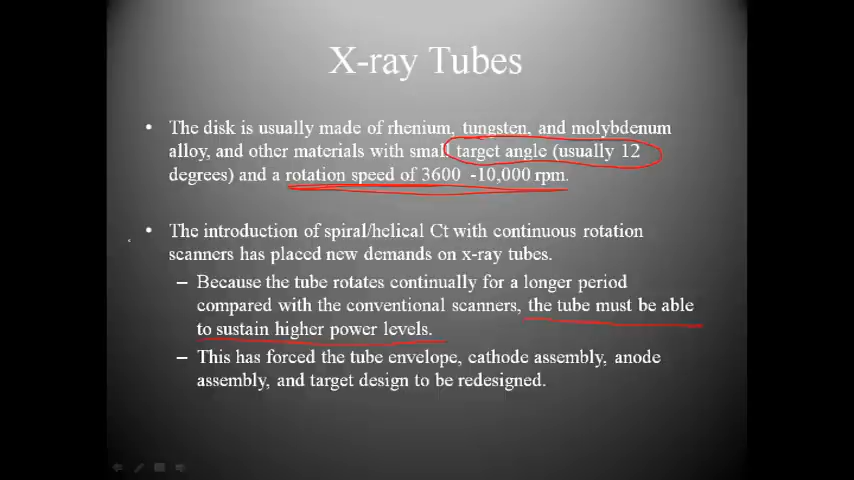 X-ray Tubes
• The disk is usually made of rhenium, tungsten, and molybdenum
alloy, and other materials with small target angle (usually 12
degrees) and a rotation speed of 3600 -10,000 rpm.
• The introduction of spiral/helical Ct with continuous rotation
scanners has placed new demands on x-ray tubes.
– Because the tube rotates continually for a longer period
compared with the conventional scanners, the tube must be able
to sustain higher power levels.
– This has forced the tube envelope, cathode assembly, anode
assembly, and target design to be redesigned.